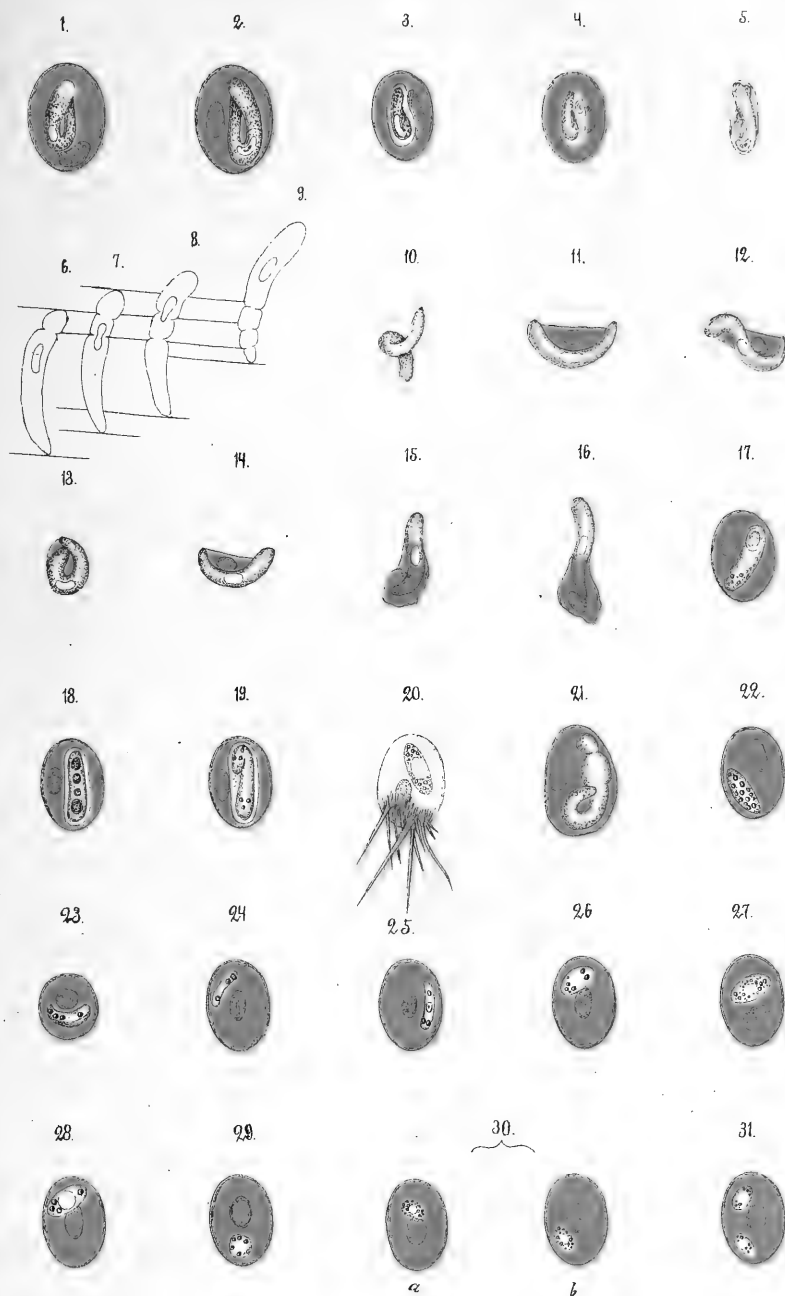 1. 2. 3. 4. 5.
9.
8.
6. 7. 10. 11. 12.
13. 14. 15. 16. 17.
18. 19. 20. 21. 22.
23. 24 25. 26 27.
28. 29. 30. 31.
a b